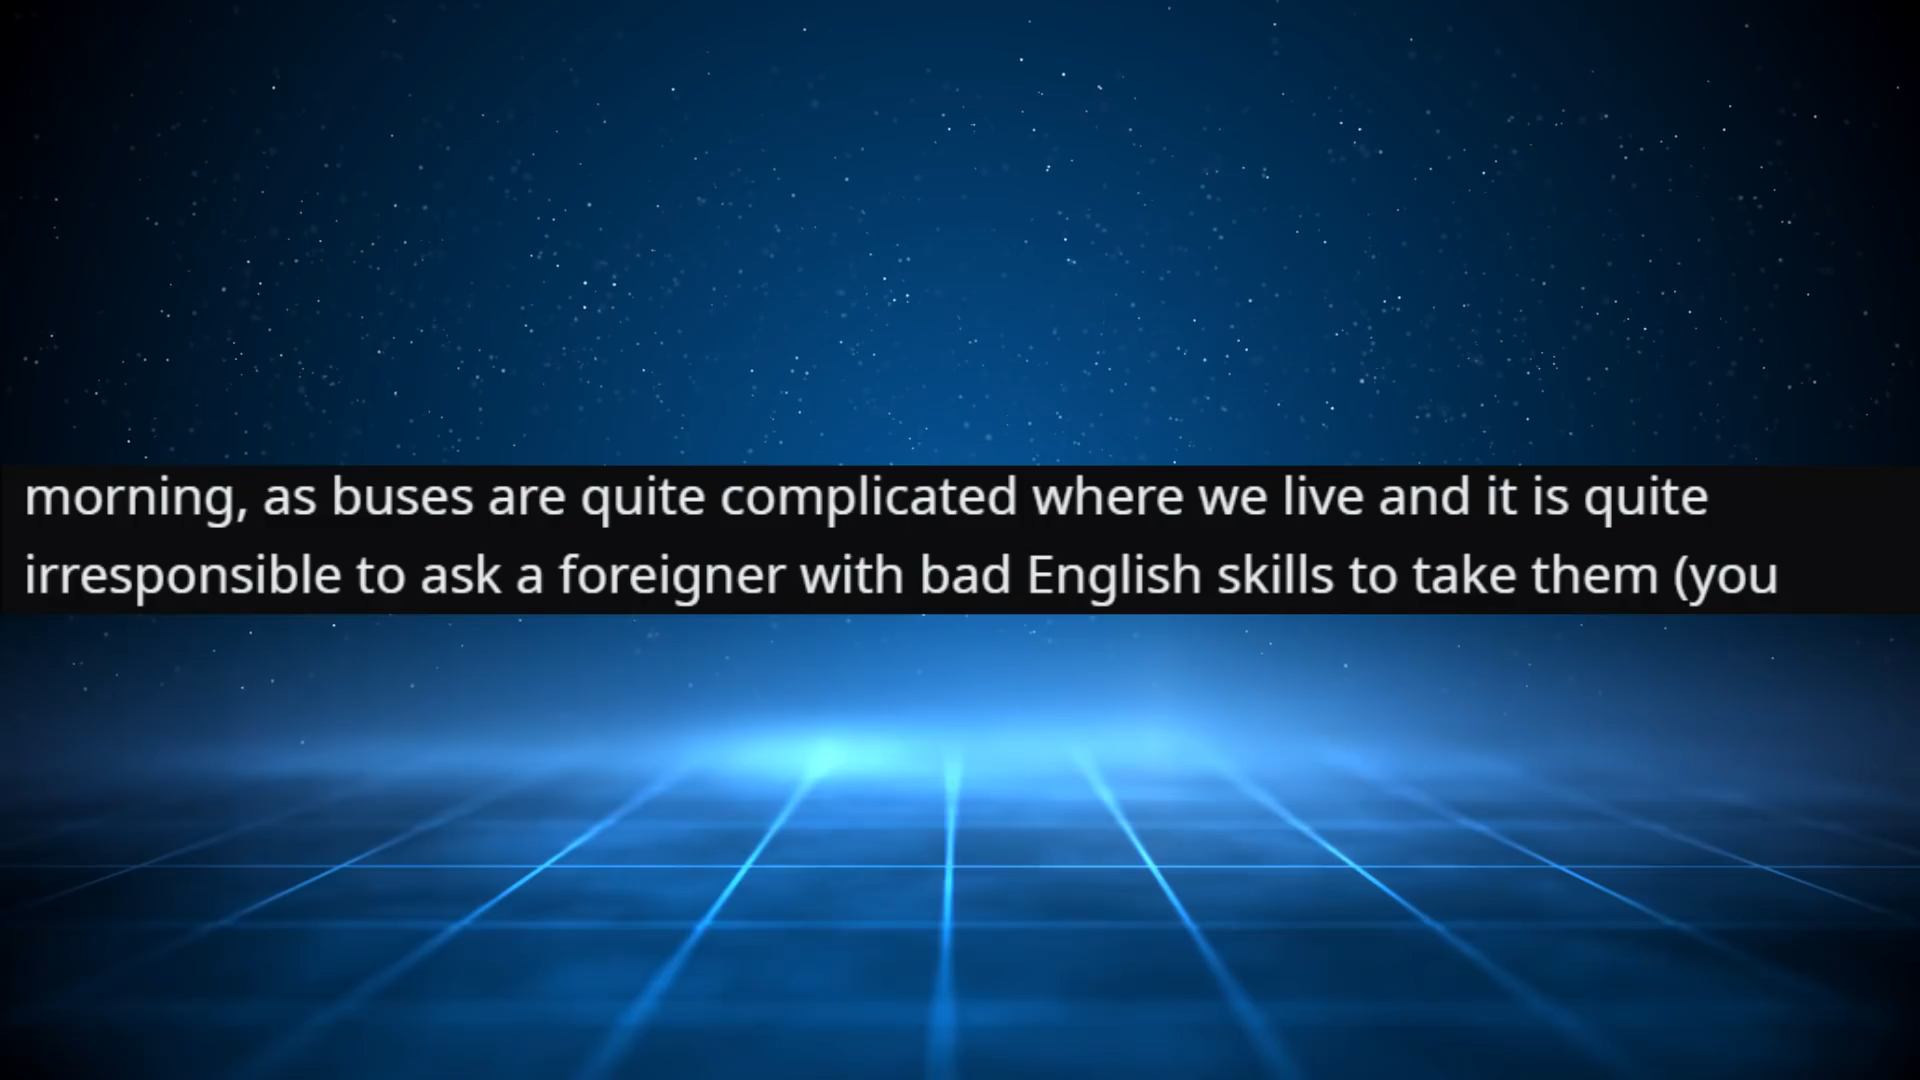 morning, as buses are quite complicated where we live and it is quite
irresponsible to ask a foreigner with bad English skills to take them (you